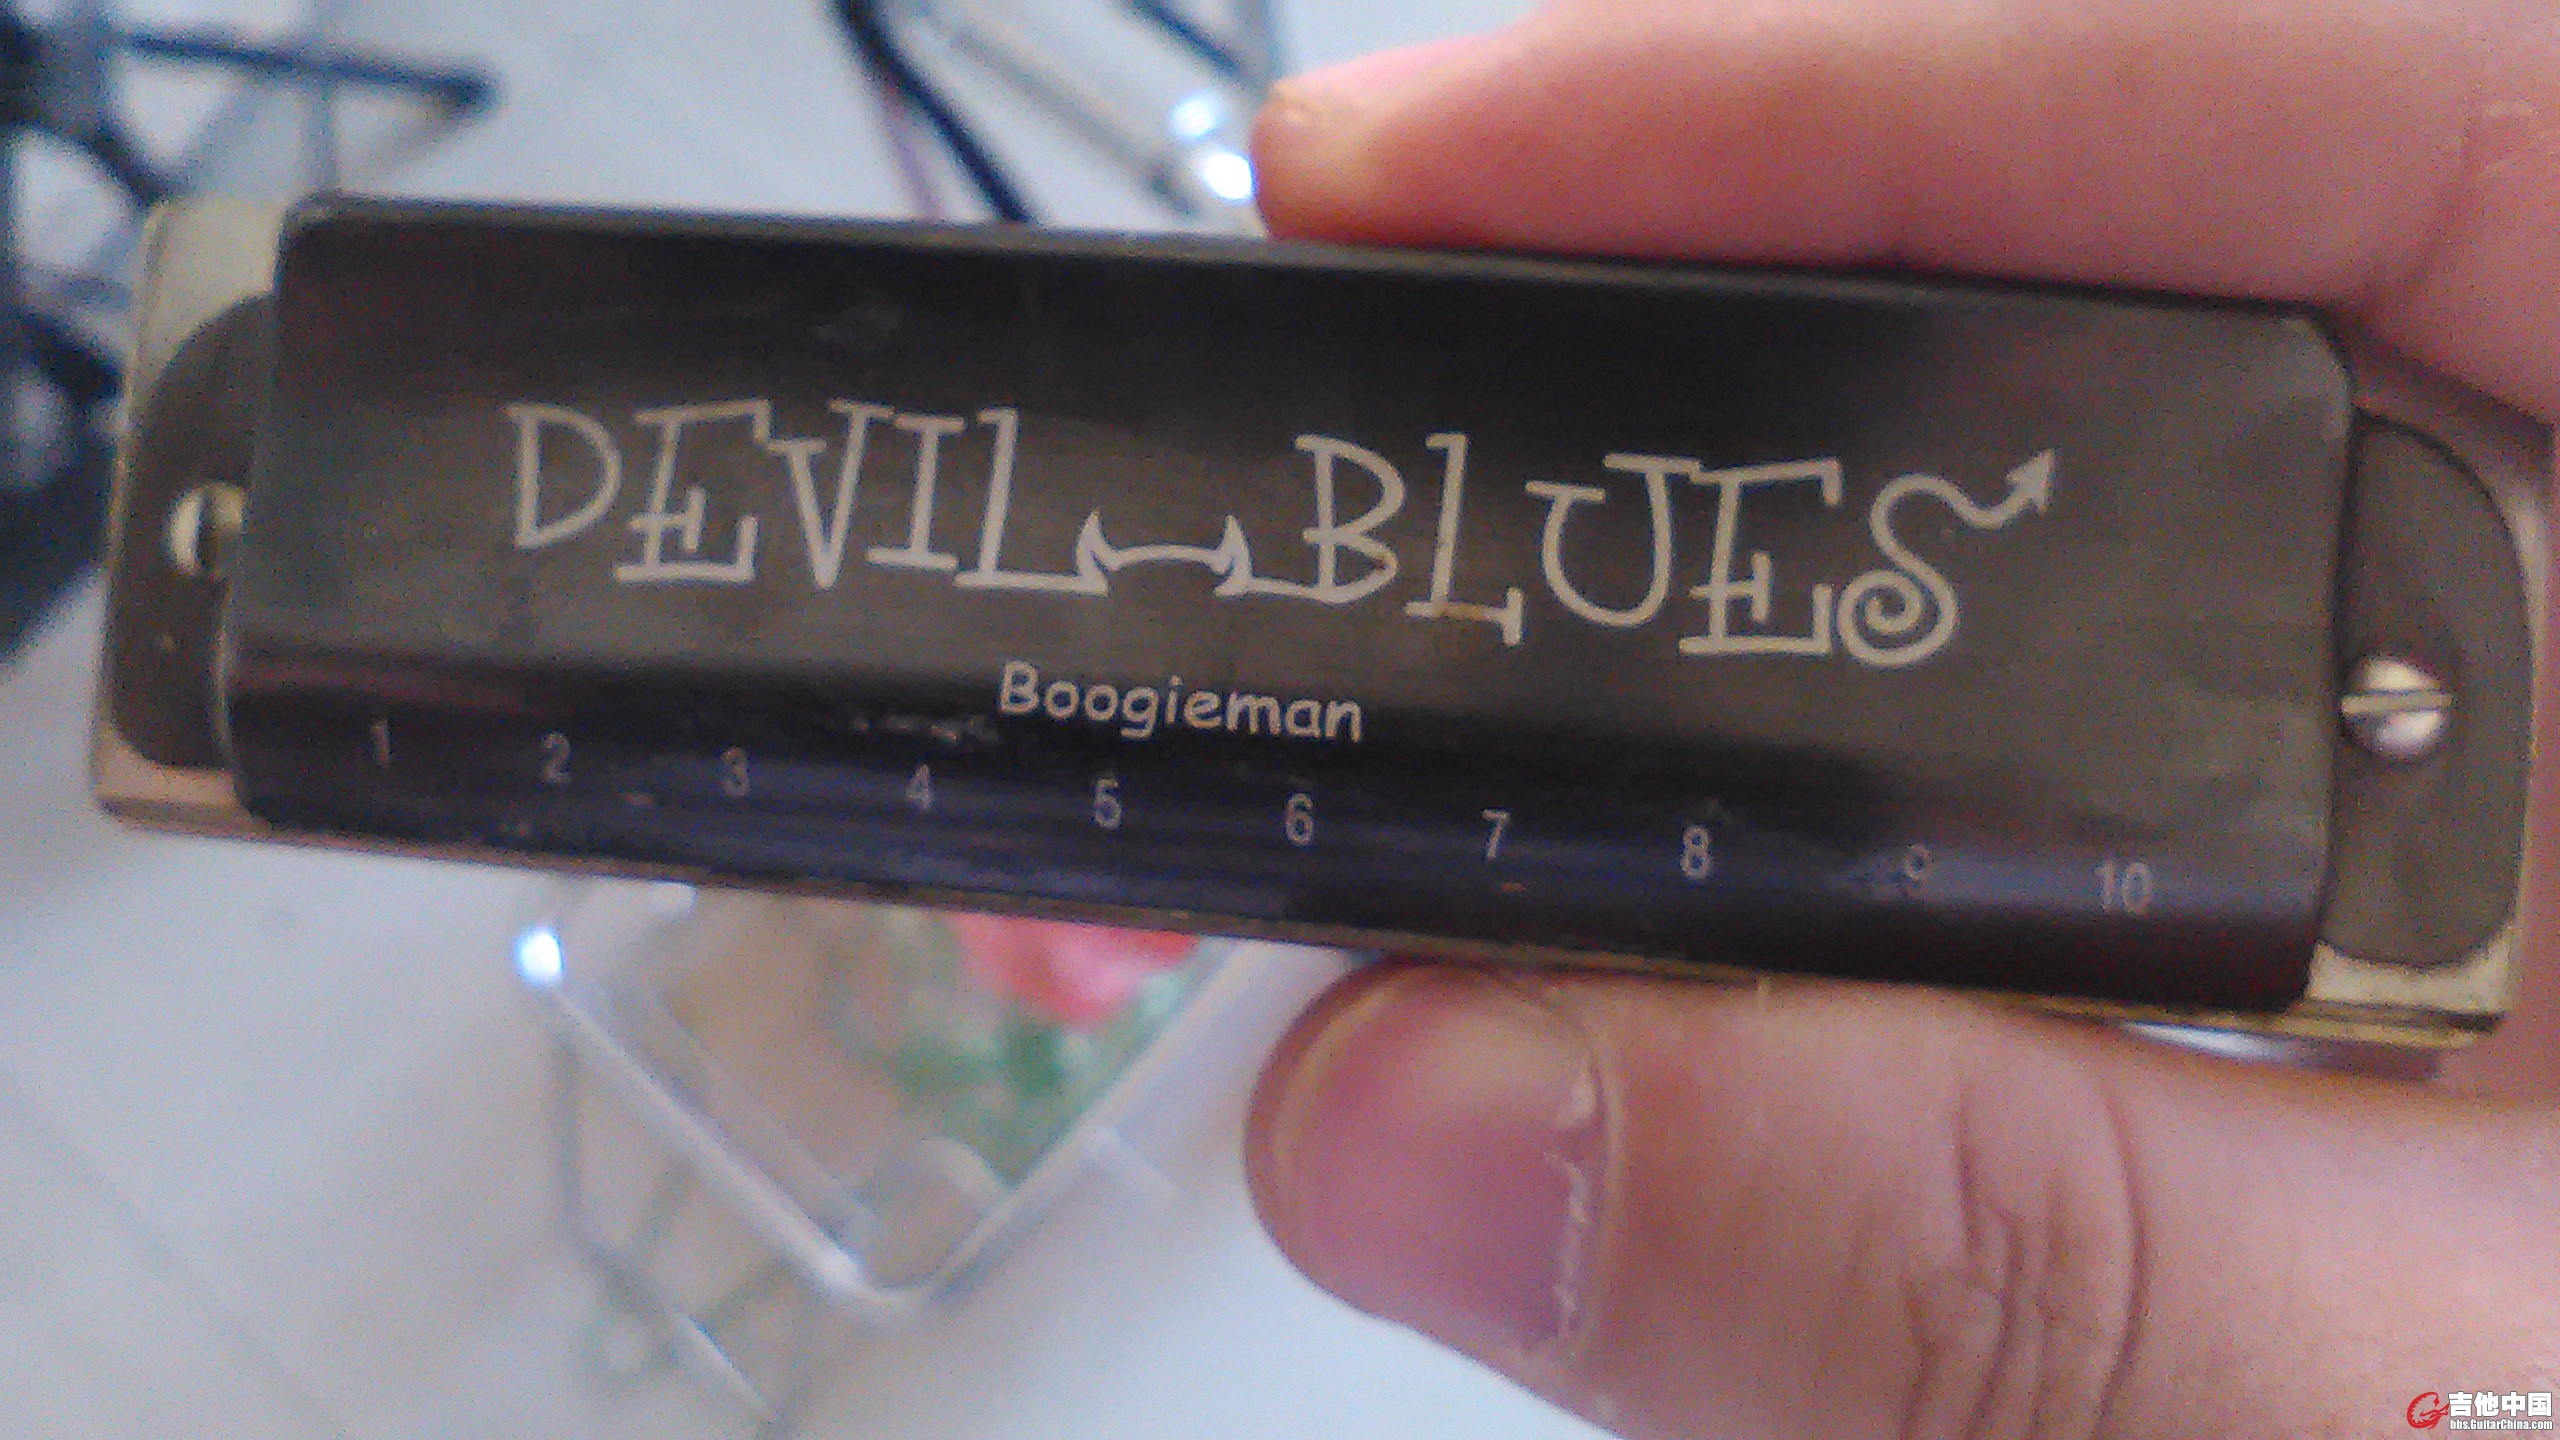 DEVIL BLUES
Boogieman
1 2 3 4 5 6 7 8 9 10
吉他中国
bbs.GuitarChina.com